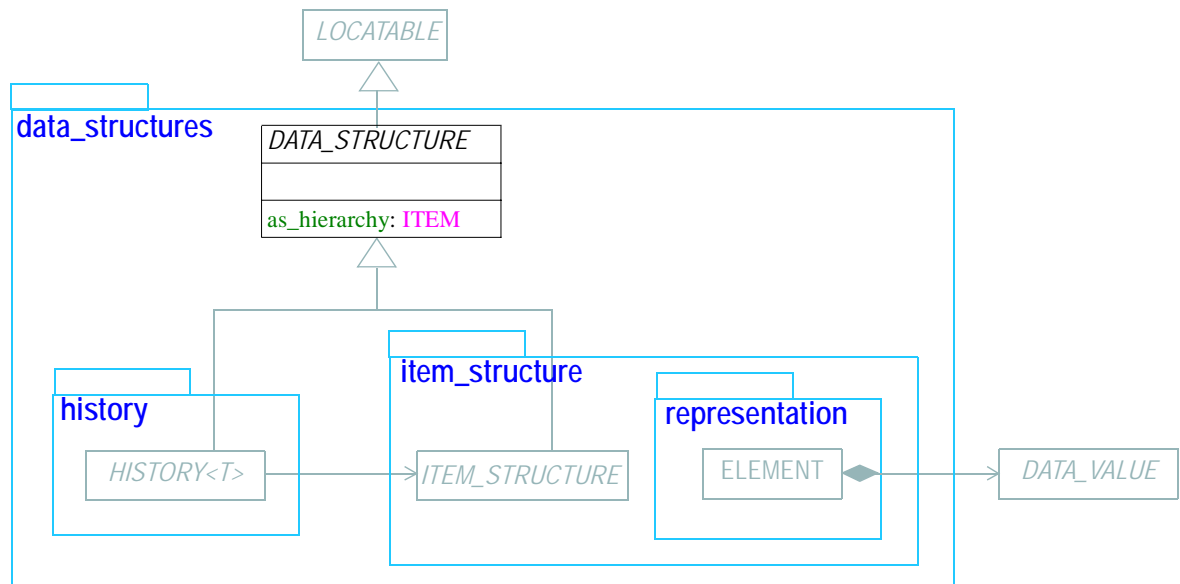 LOCATABLE
data_structures
DATA_STRUCTURE
as_hierarchy: ITEM
item_structure
history
representation
HISTORY<T>
ITEM_STRUCTURE
ELEMENT
DATA_VALUE